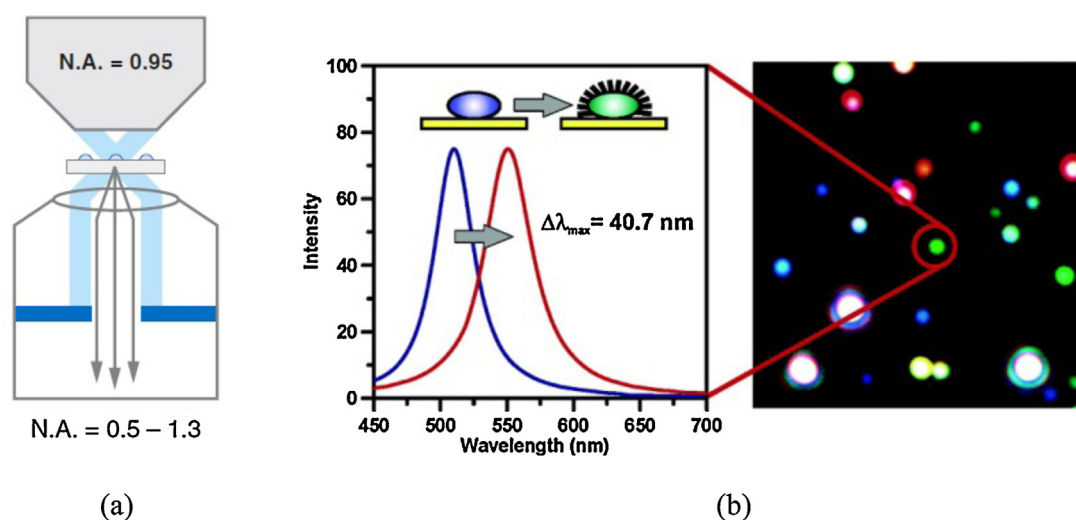 N.A. = 0.95
N.A. = 0.5 – 1.3
(a)
100
80
60
40
20
0
Intensity
Δλmax= 40.7 nm
450 500 550 600 650 700
Wavelength (nm)
(b)